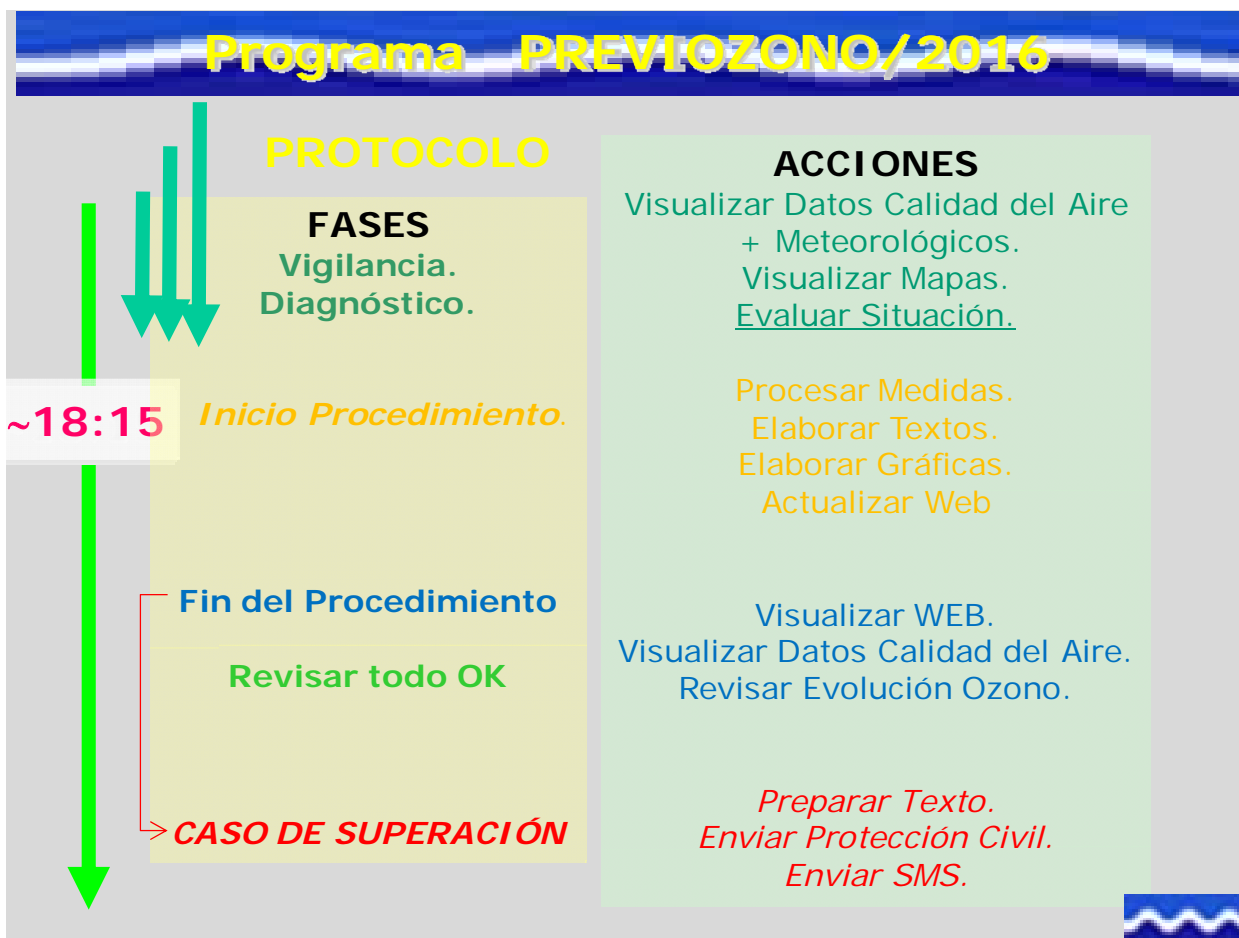 Programa PREVIOZONO/2016
PROTOCOLO
FASES
Vigilancia.
Diagnóstico.
~18:15
Inicio Procedimiento.
Fin del Procedimiento
Revisar todo OK
CASO DE SUPERACIÓN
ACCIONES
Visualizar Datos Calidad del Aire
+ Meteorológicos.
Visualizar Mapas.
Evaluar Situación.
Procesar Medidas.
Elaborar Textos.
Elaborar Gráficas.
Actualizar Web
Visualizar WEB.
Visualizar Datos Calidad del Aire.
Revisar Evolución Ozono.
Preparar Texto.
Enviar Protección Civil.
Enviar SMS.